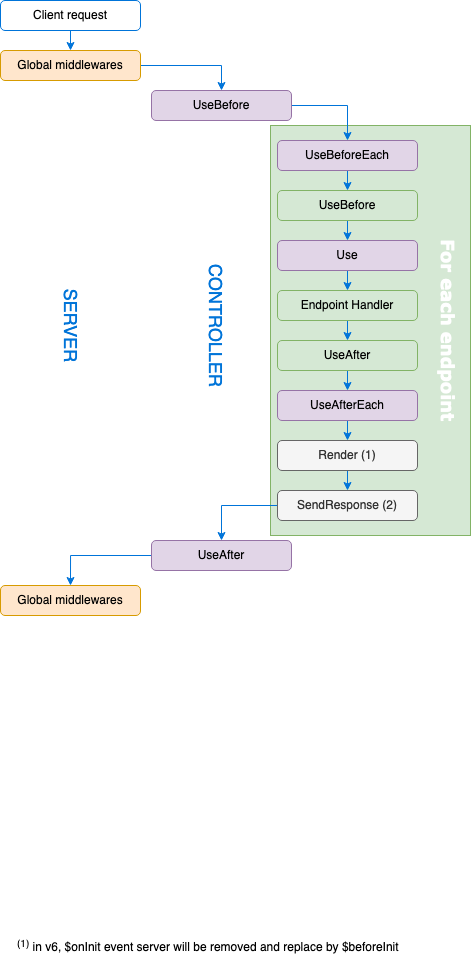 Client request
Global middlewares
UseBefore
UseBeforeEach
UseBefore
Use
Endpoint Handler
UseAfter
UseAfterEach
Render (1)
SendResponse (2)
For each endpoint
CONTROLLER
SERVER
UseAfter
Global middlewares
(1) in v6, $onInit event server will be removed and replace by $beforeInit